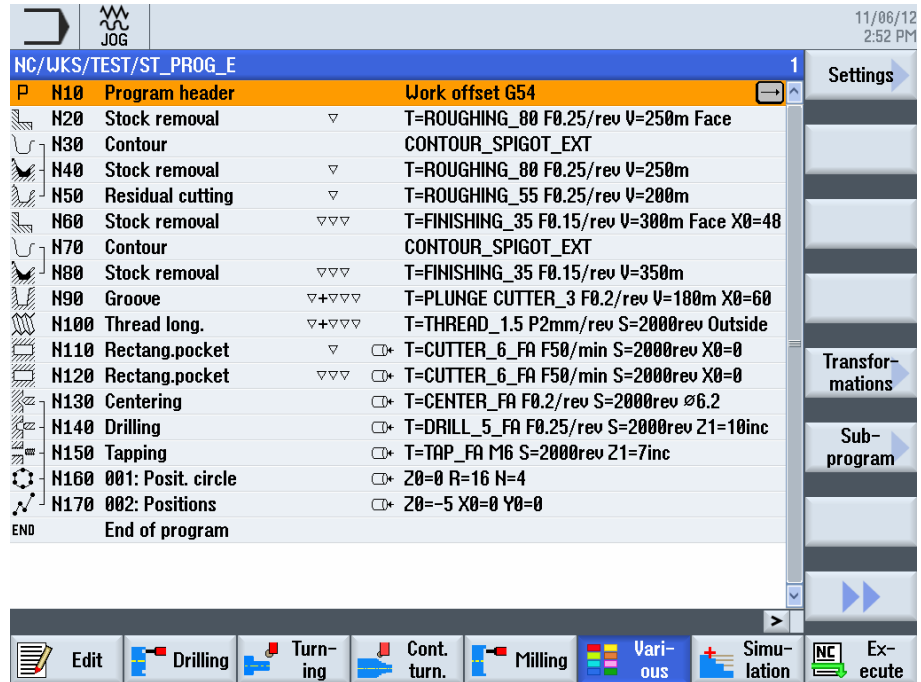 JOG
11/06/12
2:52 PM
NC/WKS/TEST/ST_PROG_E 1
Settings
P N10 Program header Work offset G54
N20 Stock removal ▽ T=ROUGHING_80 F0.25/rev V=250m Face
N30 Contour CONTOUR_SPIGOT_EXT
N40 Stock removal ▽ T=ROUGHING_80 F0.25/rev V=250m
N50 Residual cutting ▽ T=ROUGHING_55 F0.25/rev V=200m
N60 Stock removal ▽▽▽ T=FINISHING_35 F0.15/rev V=300m Face X0=48
N70 Contour CONTOUR_SPIGOT_EXT
N80 Stock removal ▽▽▽ T=FINISHING_35 F0.15/rev V=350m
N90 Groove ▽+▽▽▽ T=PLUNGE CUTTER_3 F0.2/rev V=180m X0=60
N100 Thread long. ▽+▽▽▽ T=THREAD_1.5 P2mm/rev S=2000rev Outside
N110 Rectang.pocket ▽ T=CUTTER_6_FA F50/min S=2000rev X0=0
N120 Rectang.pocket ▽▽▽ T=CUTTER_6_FA F50/min S=2000rev X0=0
N130 Centering T=CENTER_FA F0.2/rev S=2000rev ø6.2
N140 Drilling T=DRILL_5_FA F0.25/rev S=2000rev Z1=10inc
N150 Tapping T=TAP_FA M6 S=2000rev Z1=7inc
N160 001: Posit. circle Z0=0 R=16 N=4
N170 002: Positions Z0=-5 X0=0 Y0=0
END End of program
Transfor-
mations
Sub-
program
Edit
Drilling
Turn-
ing
Cont.
turn.
Milling
Vari-
ous
Simu-
lation
NC
Ex-
ecute